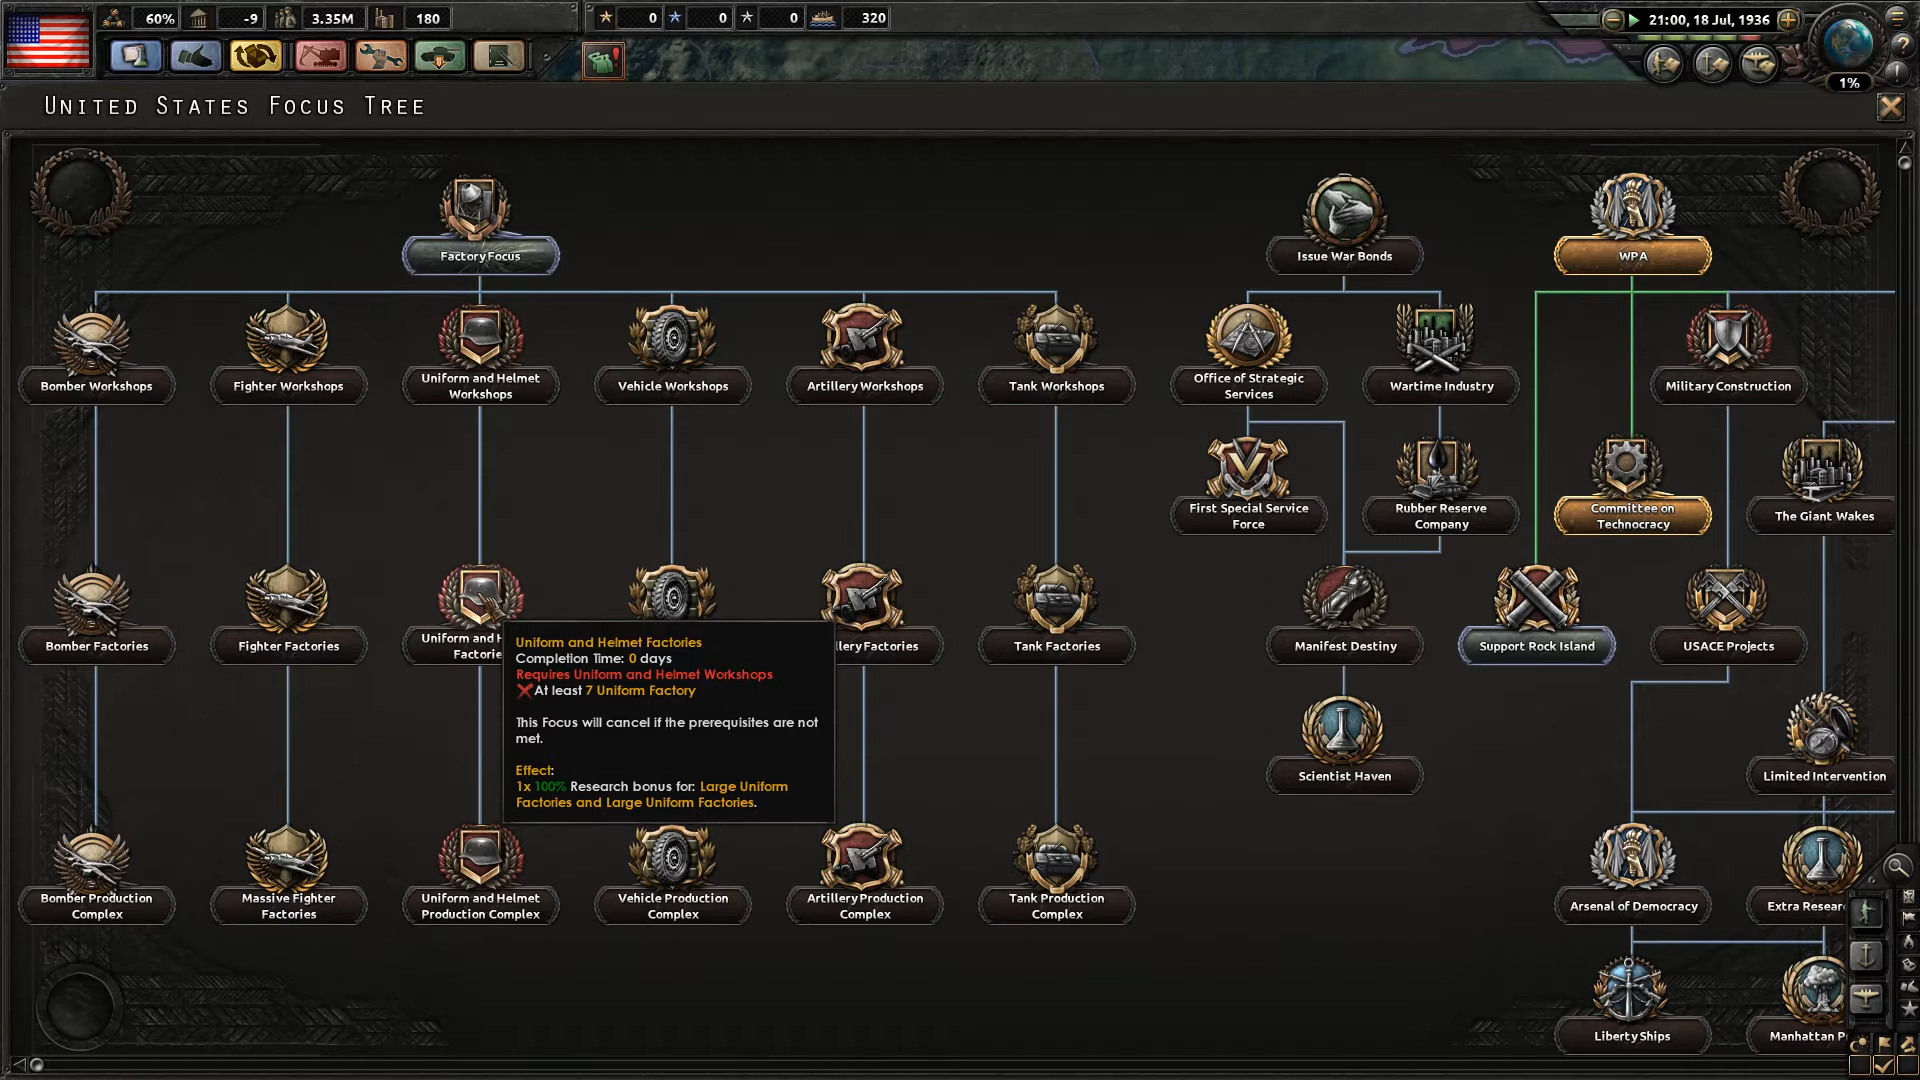 60%
-9
3.35M
180
0
0
0
320
21:00, 18 Jul, 1936
1%
United States Focus Tree
Factory Focus
Issue War Bonds
WPA
Bomber Workshops
Fighter Workshops
Uniform and Helmet
Workshops
Vehicle Workshops
Artillery Workshops
Tank Workshops
Office of Strategic
Services
Wartime Industry
Military Construction
First Special Service
Force
Rubber Reserve
Company
Committee on
Technocracy
The Giant Wakes
Bomber Factories
Fighter Factories
Uniform and H
Factorie
llery Factories
Tank Factories
Manifest Destiny
Support Rock Island
USACE Projects
Uniform and Helmet Factories
Completion Time: 0 days
Requires Uniform and Helmet Workshops
At least 7 Uniform Factory
This Focus will cancel if the prerequisites are not
met.
Effect:
1x 100% Research bonus for: Large Uniform
Factories and Large Uniform Factories.
Scientist Haven
Limited Intervention
Bomber Production
Complex
Massive Fighter
Factories
Uniform and Helmet
Production Complex
Vehicle Production
Complex
Artillery Production
Complex
Tank Production
Complex
Arsenal of Democracy
Extra Resear
Liberty Ships
Manhattan P